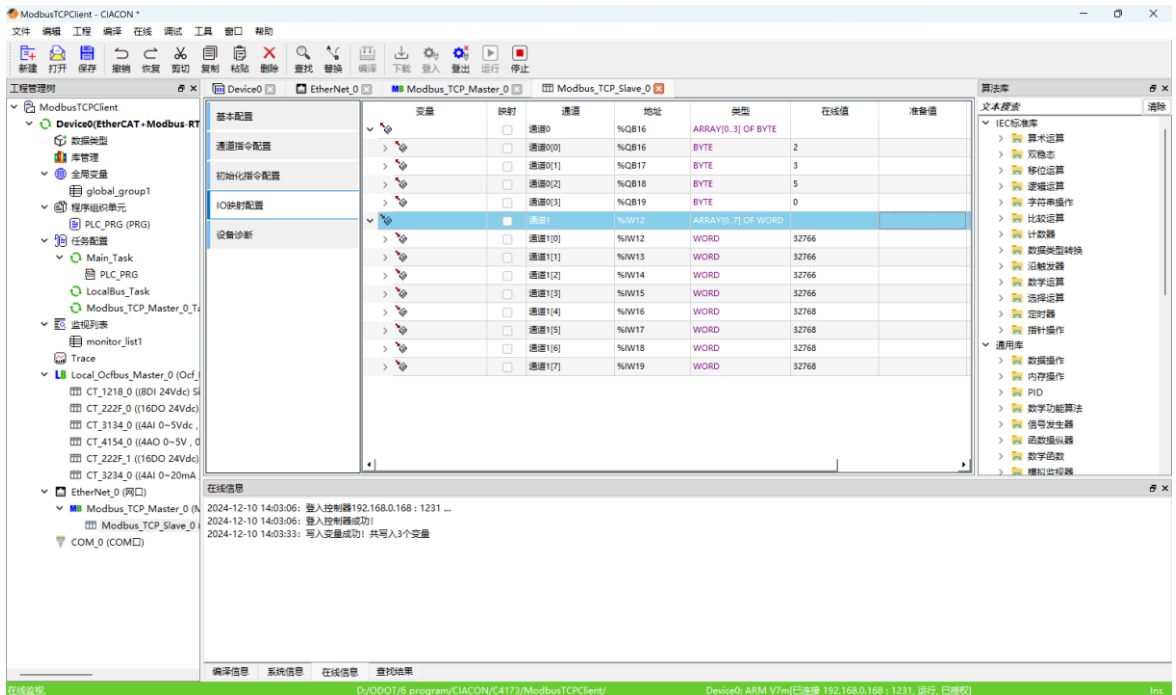 ModbusTCPClient - CIACON *
文件 编辑 工程 编译 在线 调试 工具 窗口 帮助
新建 打开 保存 撤销 恢复 剪切 复制 粘贴 删除 查找 替换 编译 下载 登入 登出 运行 停止
工程管理树
ModbusTCPClient
Device0(EtherCAT+Modbus-RT
数据类型
库管理
全局变量
global_group1
程序组织单元
PLC_PRG (PRG)
任务配置
Main_Task
PLC_PRG
LocalBus_Task
Modbus_TCP_Master_0_Ta
监视列表
monitor_list1
Trace
LB Local_Ocfbus_Master_0 (Ocf_l
CT_1218_0 ((8DI 24Vdc) Si
CT_222F_0 ((16DO 24Vdc)
CT_3134_0 ((4AI 0~5Vdc ,
CT_4154_0 ((4AO 0~5V , 0
CT_222F_1 ((16DO 24Vdc)
CT_3234_0 ((4AI 0~20mA
EtherNet_0 (网口)
MB Modbus_TCP_Master_0 (M
Modbus_TCP_Slave_0
COM_0 (COM口)
Device0 EtherNet_0 MB Modbus_TCP_Master_0 Modbus_TCP_Slave_0
基本配置
通道指令配置
初始化指令配置
IO映射配置
设备诊断
变量 映射 通道 地址 类型 在线值 准备值
通道0 %QB16 ARRAY[0..3] OF BYTE
通道0[0] %QB16 BYTE 2
通道0[1] %QB17 BYTE 3
通道0[2] %QB18 BYTE 5
通道0[3] %QB19 BYTE 0
通道1 %IW12 ARRAY[0..7] OF WORD
通道1[0] %IW12 WORD 32766
通道1[1] %IW13 WORD 32766
通道1[2] %IW14 WORD 32766
通道1[3] %IW15 WORD 32766
通道1[4] %IW16 WORD 32768
通道1[5] %IW17 WORD 32768
通道1[6] %IW18 WORD 32768
通道1[7] %IW19 WORD 32768
算法库
文本搜索 清除
IEC标准库
算术运算
双稳态
移位运算
逻辑运算
字符串操作
比较运算
计数器
数据类型转换
沿触发器
数学运算
选择运算
定时器
指针操作
通用库
数据操作
内存操作
PID
数学功能算法
信号发生器
函数操纵器
数学函数
模拟监视器
在线信息
2024-12-10 14:03:06: 登入控制器192.168.0.168 : 1231 ...
2024-12-10 14:03:06: 登入控制器成功!
2024-12-10 14:03:33: 写入变量成功! 共写入3个变量
编译信息 系统信息 在线信息 查找结果
在线监视. D:/ODOT/6 program/CIACON/C4173/ModbusTCPClient/ Device0: ARM V7m[已连接 192.168.0.168 : 1231, 运行, 已授权] Ins